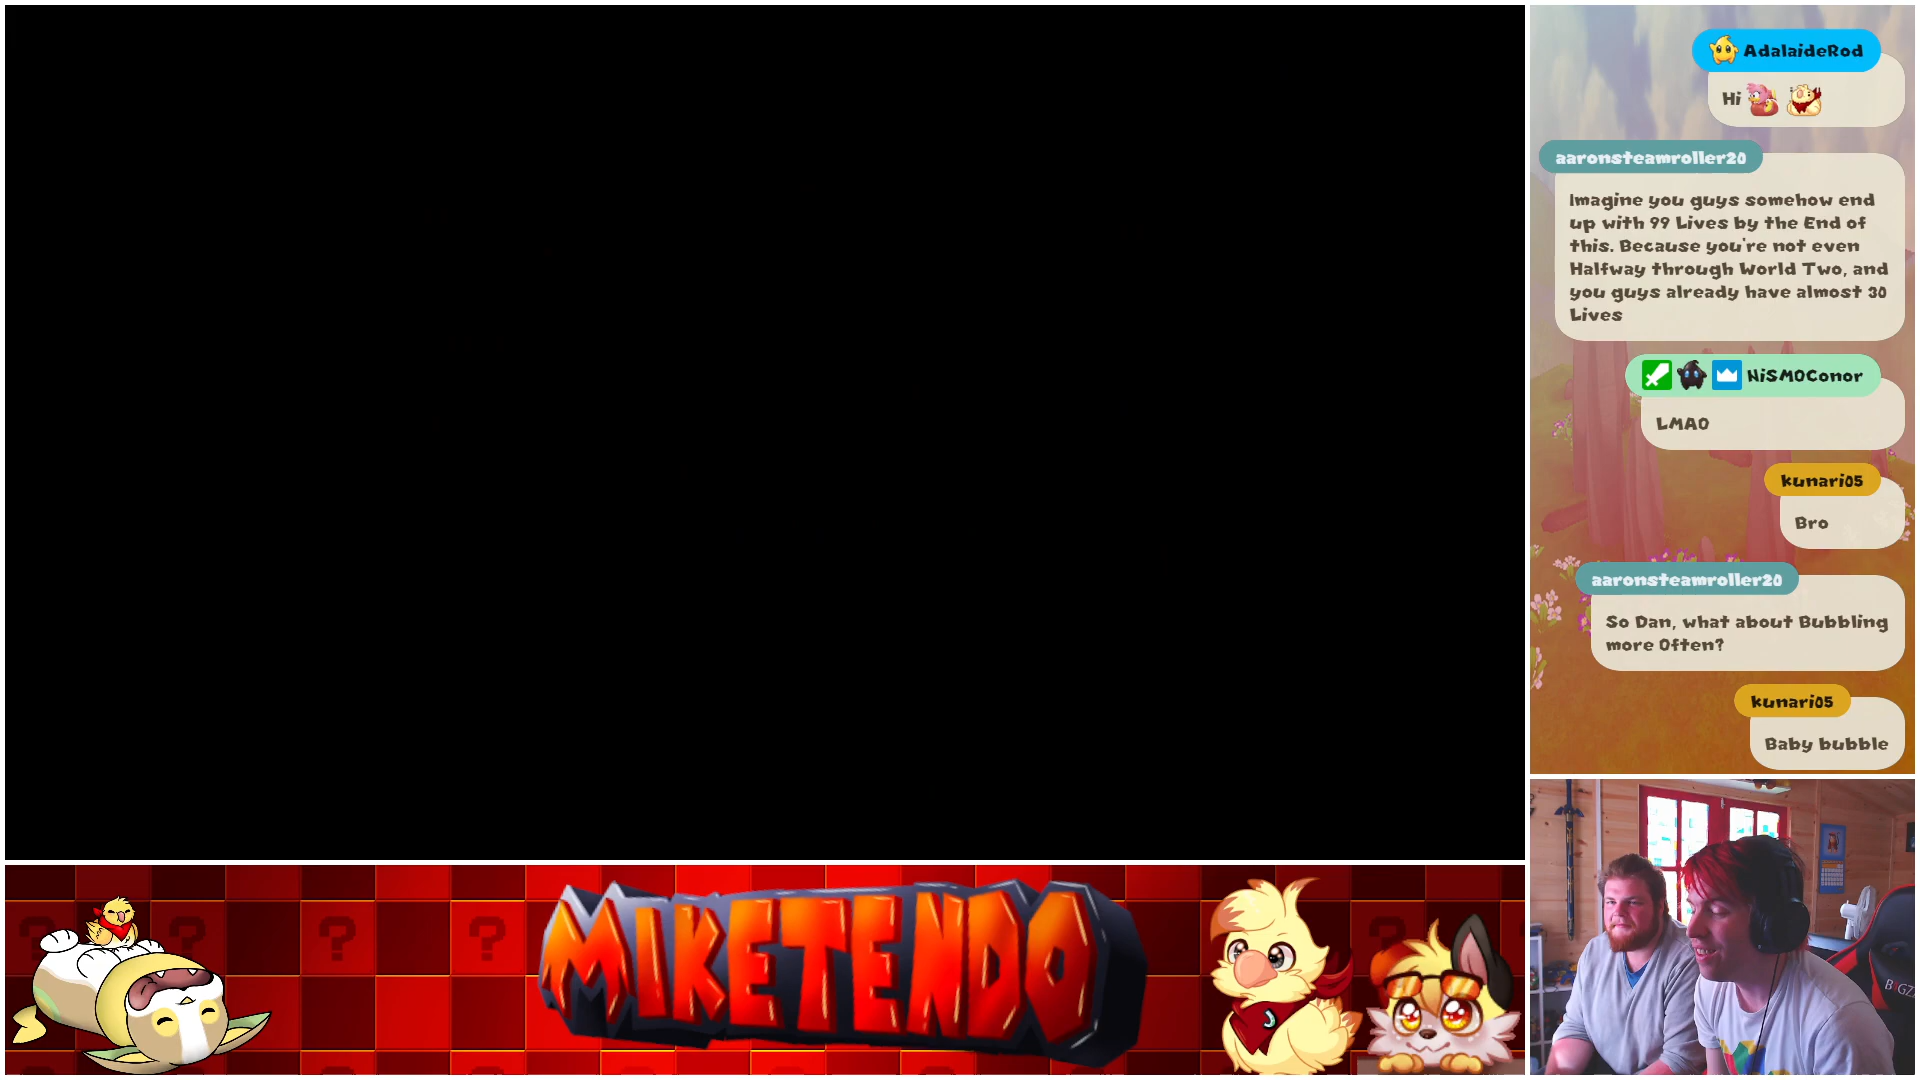 AdalaideRod
Hi
aaronsteamroller20
Imagine you guys somehow end
up with 99 Lives by the End of
this. Because you're not even
Halfway through World Two, and
you guys already have almost 30
Lives
NiSMOConor
LMAO
kunari05
Bro
aaronsteamroller20
So Dan, what about Bubbling
more Often?
kunari05
Baby bubble
MIKETENDO